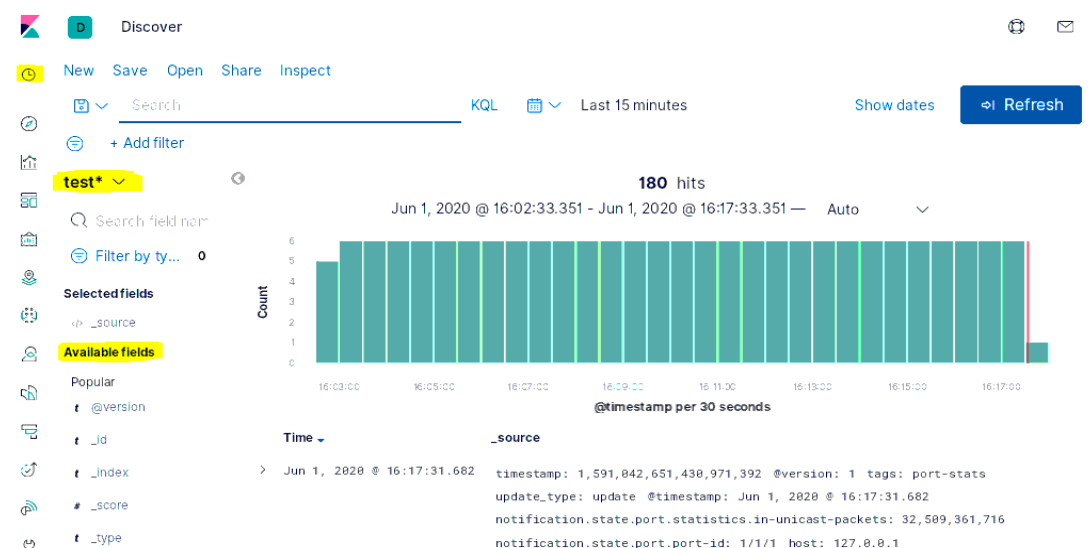 D Discover
New Save Open Share Inspect
Search KQL Last 15 minutes Show dates Refresh
+ Add filter
test*
180 hits
Search field nam
Jun 1, 2020 @ 16:02:33.351 - Jun 1, 2020 @ 16:17:33.351 — Auto
Filter by ty... 0
Selected fields
_source
Available fields
Popular
t @version
t _id
t _index
# _score
t _type
Count
6
5
4
3
2
1
0
16:03:00 16:05:00 16:07:00 16:09:00 16:11:00 16:13:00 16:15:00 16:17:00
@timestamp per 30 seconds
Time _source
Jun 1, 2020 @ 16:17:31.682 timestamp: 1,591,042,651,430,971,392 @version: 1 tags: port-stats
update_type: update @timestamp: Jun 1, 2020 @ 16:17:31.682
notification.state.port.statistics.in-unicast-packets: 32,509,361,716
notification.state.port.port-id: 1/1/1 host: 127.0.0.1